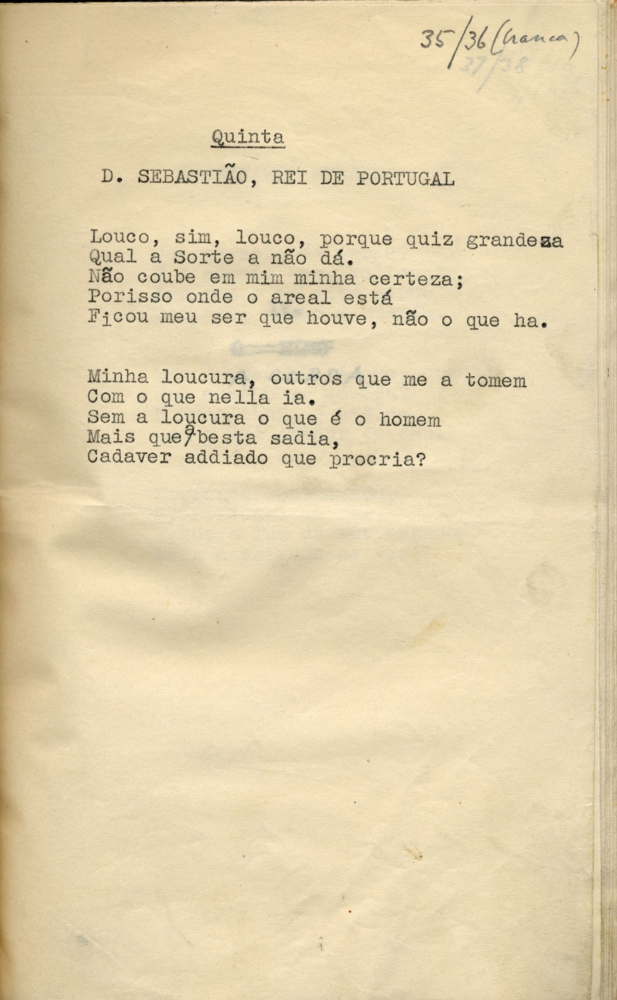 35/36 (branca)
37/38
Quinta
D. SEBASTIÃO, REI DE PORTUGAL
Louco, sim, louco, porque quiz grandeza
Qual a Sorte a não dá.
Não coube em mim minha certeza;
Porisso onde o areal está
Ficou meu ser que houve, não o que ha.
Minha loucura, outros que me a tomem
Com o que nella ia.
Sem a loucura o que é o homem
Mais que a besta sadia,
Cadaver addiado que procria?